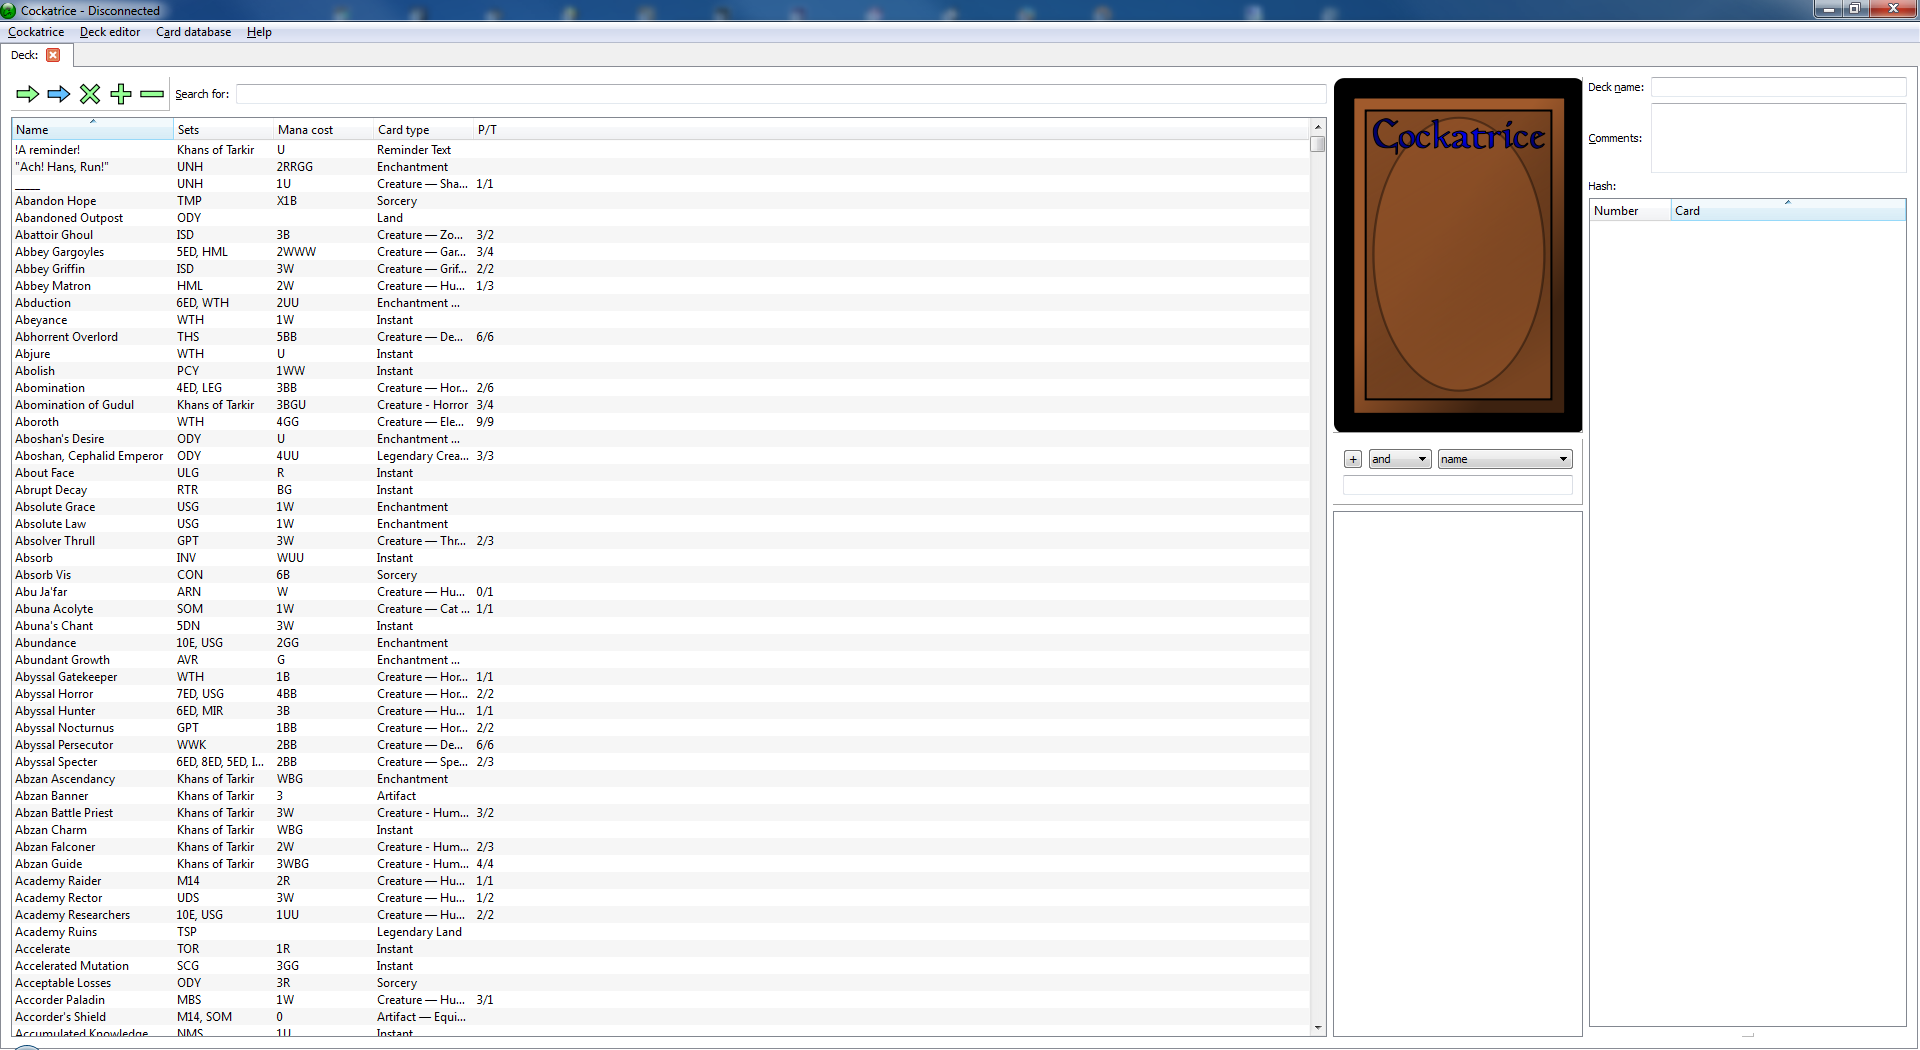 Cockatrice - Disconnected
Cockatrice Deck editor Card database Help
Deck:
Search for:
Name Sets Mana cost Card type P/T
!A reminder! Khans of Tarkir U Reminder Text
"Ach! Hans, Run!" UNH 2RRGG Enchantment
____ UNH 1U Creature — Sha... 1/1
Abandon Hope TMP X1B Sorcery
Abandoned Outpost ODY Land
Abattoir Ghoul ISD 3B Creature — Zo... 3/2
Abbey Gargoyles 5ED, HML 2WWW Creature — Gar... 3/4
Abbey Griffin ISD 3W Creature — Grif... 2/2
Abbey Matron HML 2W Creature — Hu... 1/3
Abduction 6ED, WTH 2UU Enchantment ...
Abeyance WTH 1W Instant
Abhorrent Overlord THS 5BB Creature — De... 6/6
Abjure WTH U Instant
Abolish PCY 1WW Instant
Abomination 4ED, LEG 3BB Creature — Hor... 2/6
Abomination of Gudul Khans of Tarkir 3BGU Creature - Horror 3/4
Aboroth WTH 4GG Creature — Ele... 9/9
Aboshan's Desire ODY U Enchantment ...
Aboshan, Cephalid Emperor ODY 4UU Legendary Crea... 3/3
About Face ULG R Instant
Abrupt Decay RTR BG Instant
Absolute Grace USG 1W Enchantment
Absolute Law USG 1W Enchantment
Absolver Thrull GPT 3W Creature — Thr... 2/3
Absorb INV WUU Instant
Absorb Vis CON 6B Sorcery
Abu Ja'far ARN W Creature — Hu... 0/1
Abuna Acolyte SOM 1W Creature — Cat ... 1/1
Abuna's Chant 5DN 3W Instant
Abundance 10E, USG 2GG Enchantment
Abundant Growth AVR G Enchantment ...
Abyssal Gatekeeper WTH 1B Creature — Hor... 1/1
Abyssal Horror 7ED, USG 4BB Creature — Hor... 2/2
Abyssal Hunter 6ED, MIR 3B Creature — Hu... 1/1
Abyssal Nocturnus GPT 1BB Creature — Hor... 2/2
Abyssal Persecutor WWK 2BB Creature — De... 6/6
Abyssal Specter 6ED, 8ED, 5ED, I... 2BB Creature — Spe... 2/3
Abzan Ascendancy Khans of Tarkir WBG Enchantment
Abzan Banner Khans of Tarkir 3 Artifact
Abzan Battle Priest Khans of Tarkir 3W Creature - Hum... 3/2
Abzan Charm Khans of Tarkir WBG Instant
Abzan Falconer Khans of Tarkir 2W Creature - Hum... 2/3
Abzan Guide Khans of Tarkir 3WBG Creature - Hum... 4/4
Academy Raider M14 2R Creature — Hu... 1/1
Academy Rector UDS 3W Creature — Hu... 1/2
Academy Researchers 10E, USG 1UU Creature — Hu... 2/2
Academy Ruins TSP Legendary Land
Accelerate TOR 1R Instant
Accelerated Mutation SCG 3GG Instant
Acceptable Losses ODY 3R Sorcery
Accorder Paladin MBS 1W Creature — Hu... 3/1
Accorder's Shield M14, SOM 0 Artifact — Equi...
Accumulated Knowledge NMS 1U Instant
Cockatrice
+ and name
Deck name:
Comments:
Hash:
Number Card